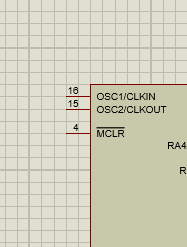 16 OSC1/CLKIN
15 OSC2/CLKOUT
4 MCLR
RA4
R